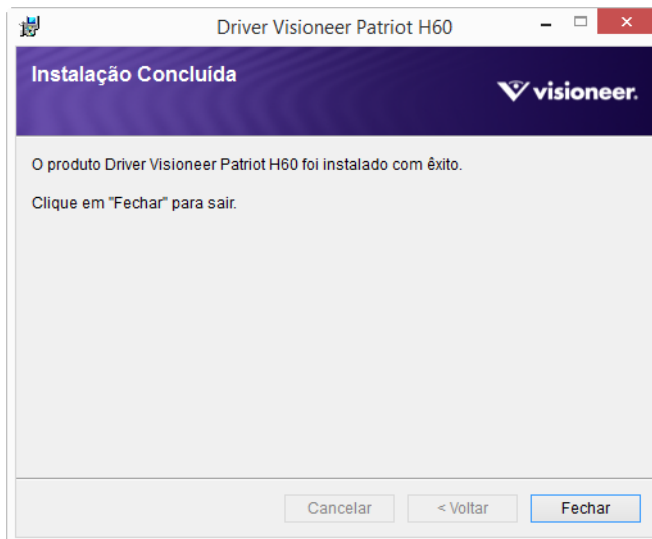 Driver Visioneer Patriot H60
Instalação Concluída
visioneer.
O produto Driver Visioneer Patriot H60 foi instalado com êxito.
Clique em "Fechar" para sair.
Cancelar
< Voltar
Fechar